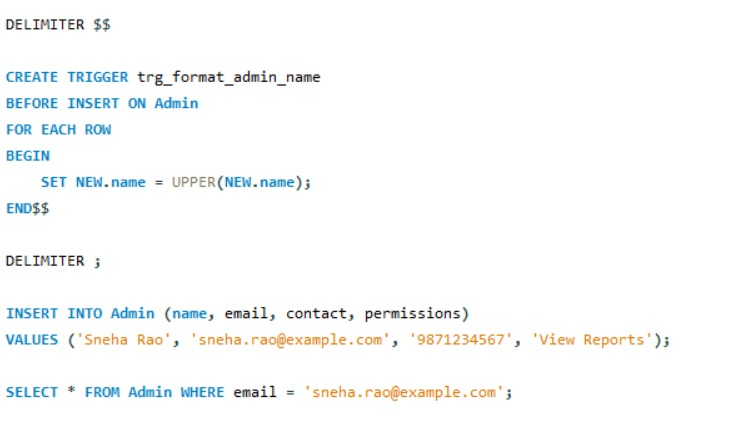 DELIMITER $$
CREATE TRIGGER trg_format_admin_name
BEFORE INSERT ON Admin
FOR EACH ROW
BEGIN
    SET NEW.name = UPPER(NEW.name);
END$$
DELIMITER ;
INSERT INTO Admin (name, email, contact, permissions)
VALUES ('Sneha Rao', 'sneha.rao@example.com', '9871234567', 'View Reports');
SELECT * FROM Admin WHERE email = 'sneha.rao@example.com';